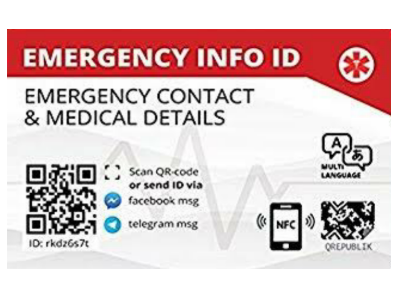 EMERGENCY INFO ID
EMERGENCY CONTACT
& MEDICAL DETAILS
A あ
MULTI
LANGUAGE
Scan QR-code
or send ID via
facebook msg
telegram msg
ID: rkdz6s7t
NFC
QREPUBLIK